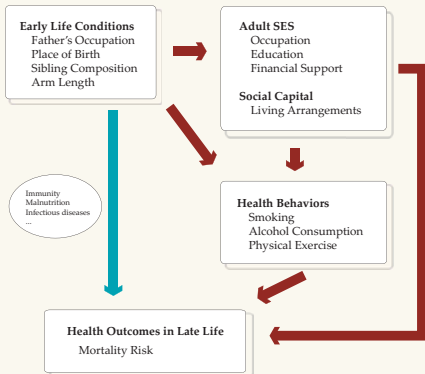 Early Life Conditions
Father's Occupation
Place of Birth
Sibling Composition
Arm Length
Adult SES
Occupation
Education
Financial Support
Social Capital
Living Arrangements
Immunity
Malnutrition
Infectious diseases
...
Health Behaviors
Smoking
Alcohol Consumption
Physical Exercise
Health Outcomes in Late Life
Mortality Risk